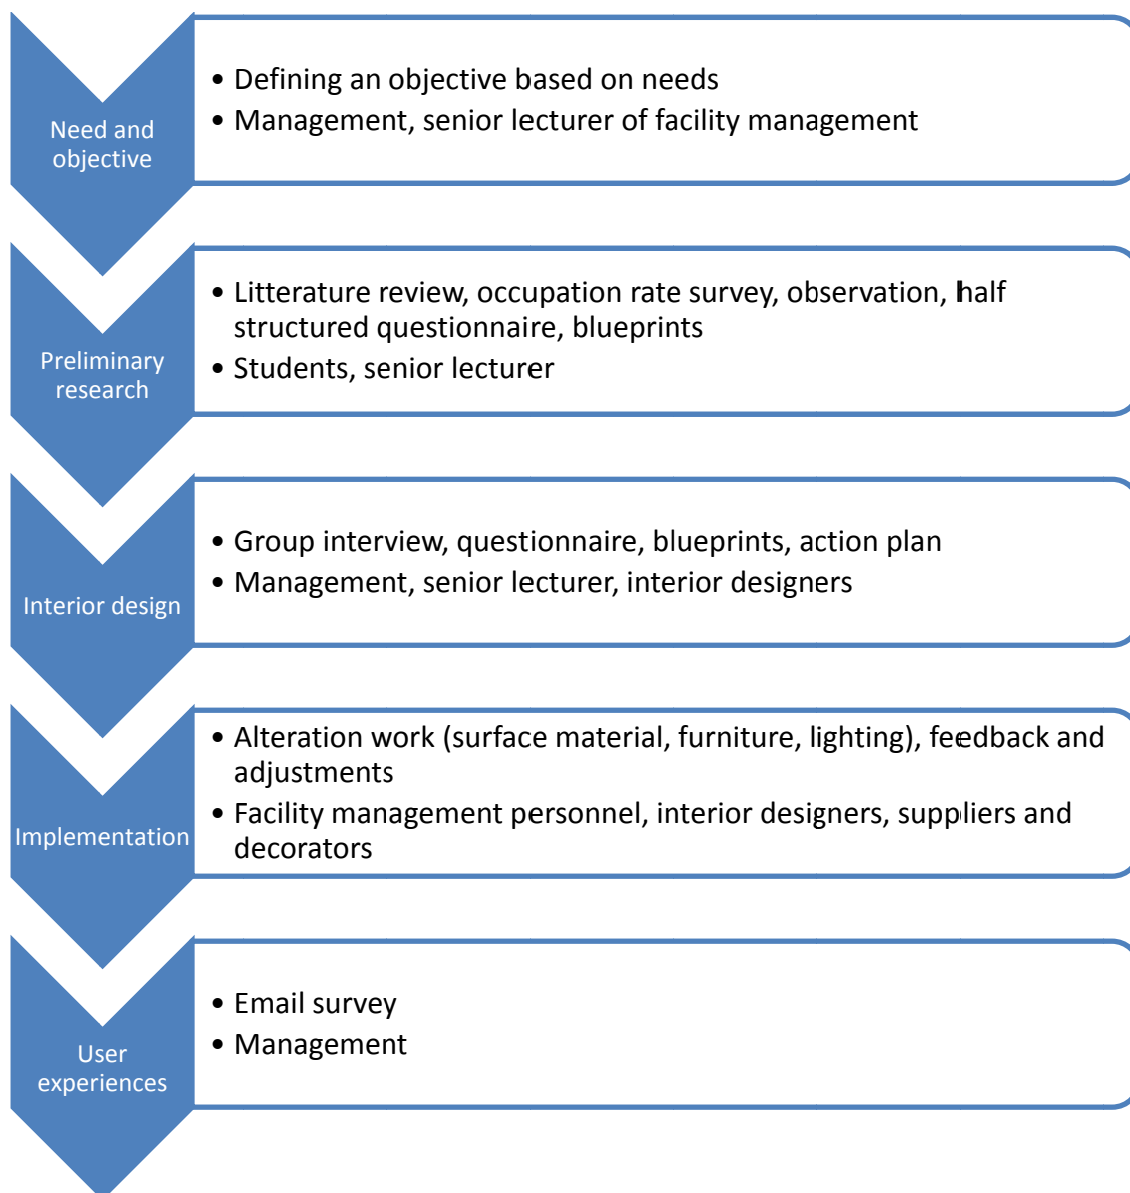 Need and
objective
• Defining an objective based on needs
• Management, senior lecturer of facility management
Preliminary
research
• Litterature review, occupation rate survey, observation, half
structured questionnaire, blueprints
• Students, senior lecturer
Interior design
• Group interview, questionnaire, blueprints, action plan
• Management, senior lecturer, interior designers
Implementation
• Alteration work (surface material, furniture, lighting), feedback and
adjustments
• Facility management personnel, interior designers, suppliers and
decorators
User
experiences
• Email survey
• Management